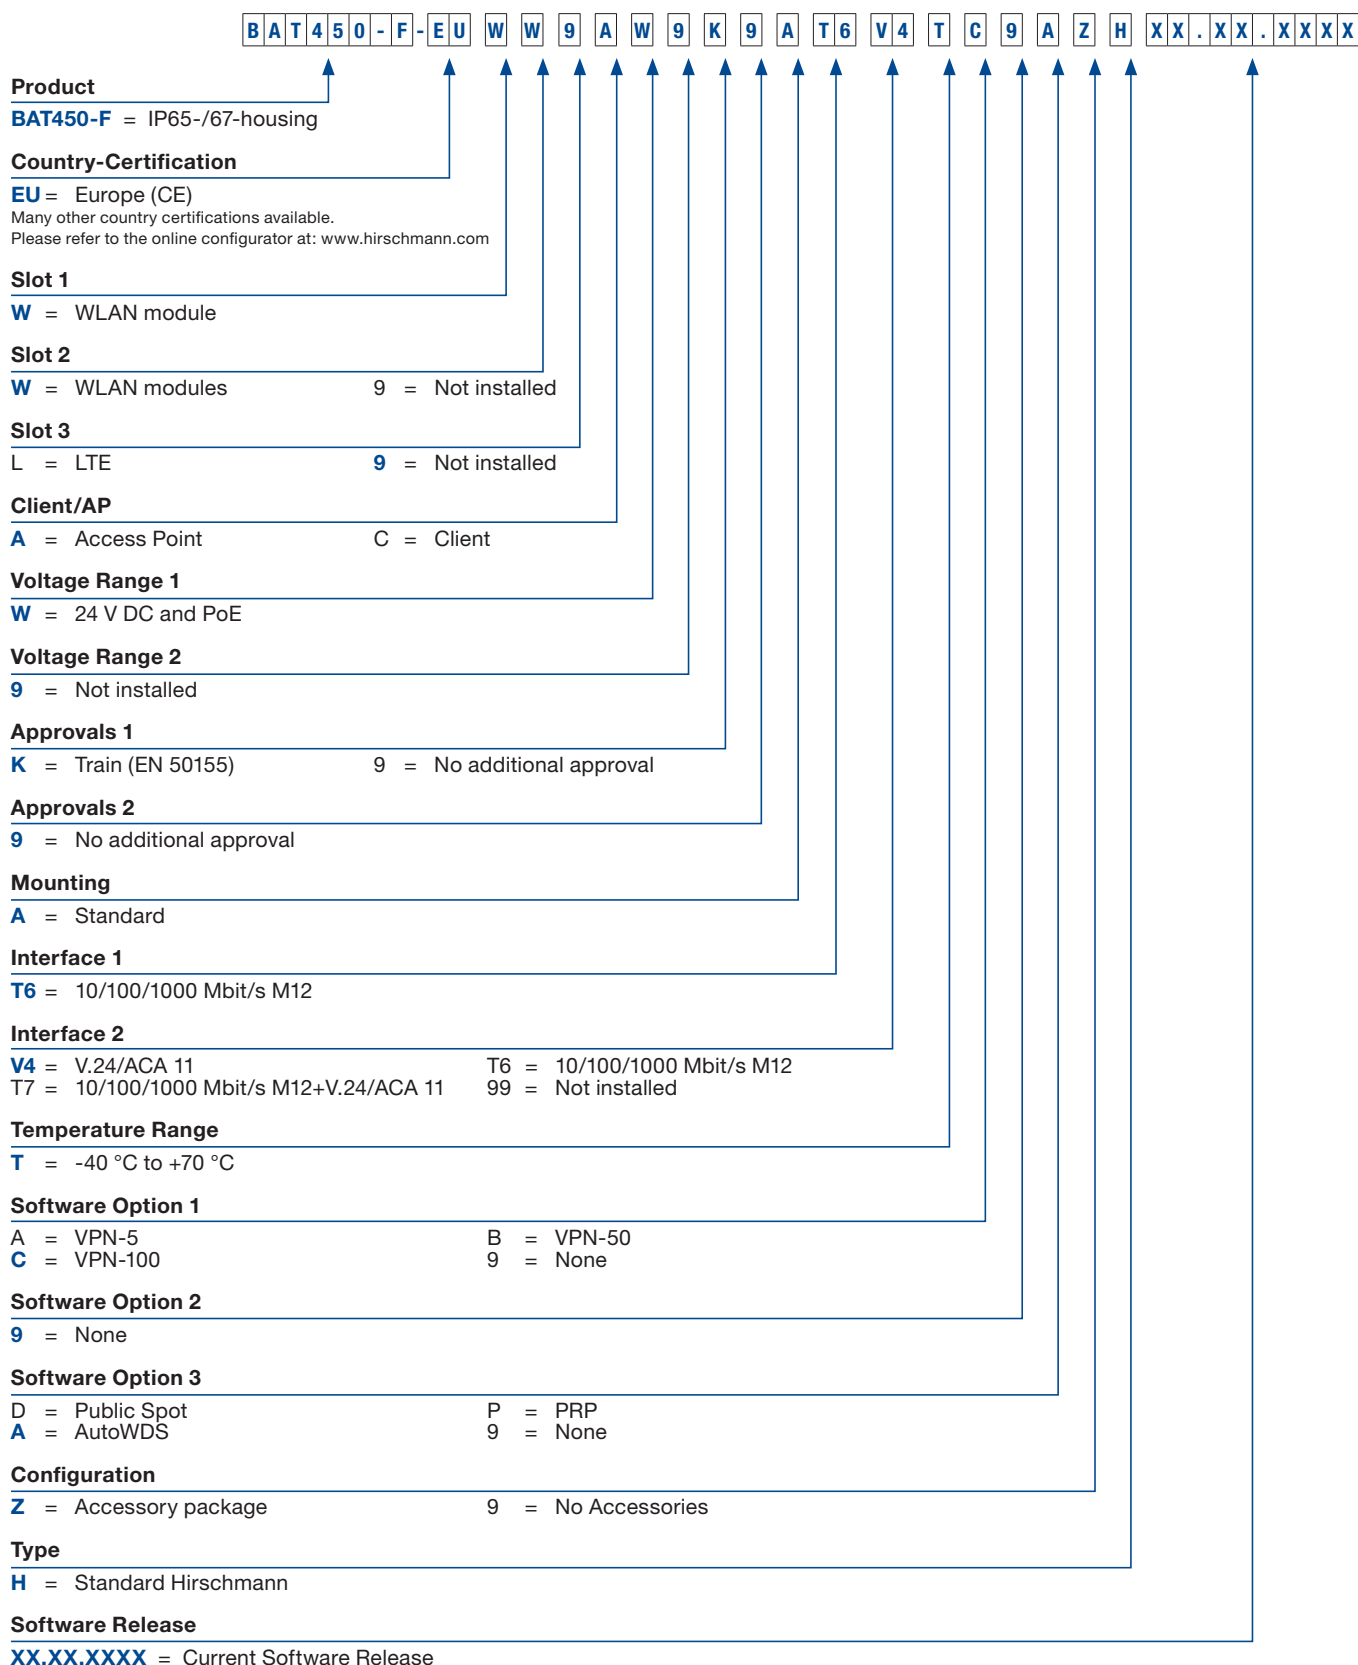 BAT450-F-EU W W 9 A W 9 K 9 A T6 V4 T C 9 A Z H XX.XX.XXXX
Product
BAT450-F = IP65-/67-housing
Country-Certification
EU = Europe (CE)
Many other country certifications available.
Please refer to the online configurator at: www.hirschmann.com
Slot 1
W = WLAN module
Slot 2
W = WLAN modules 9 = Not installed
Slot 3
L = LTE 9 = Not installed
Client/AP
A = Access Point C = Client
Voltage Range 1
W = 24 V DC and PoE
Voltage Range 2
9 = Not installed
Approvals 1
K = Train (EN 50155) 9 = No additional approval
Approvals 2
9 = No additional approval
Mounting
A = Standard
Interface 1
T6 = 10/100/1000 Mbit/s M12
Interface 2
V4 = V.24/ACA 11 T6 = 10/100/1000 Mbit/s M12
T7 = 10/100/1000 Mbit/s M12+V.24/ACA 11 99 = Not installed
Temperature Range
T = -40 °C to +70 °C
Software Option 1
A = VPN-5 B = VPN-50
C = VPN-100 9 = None
Software Option 2
9 = None
Software Option 3
D = Public Spot P = PRP
A = AutoWDS 9 = None
Configuration
Z = Accessory package 9 = No Accessories
Type
H = Standard Hirschmann
Software Release
XX.XX.XXXX = Current Software Release